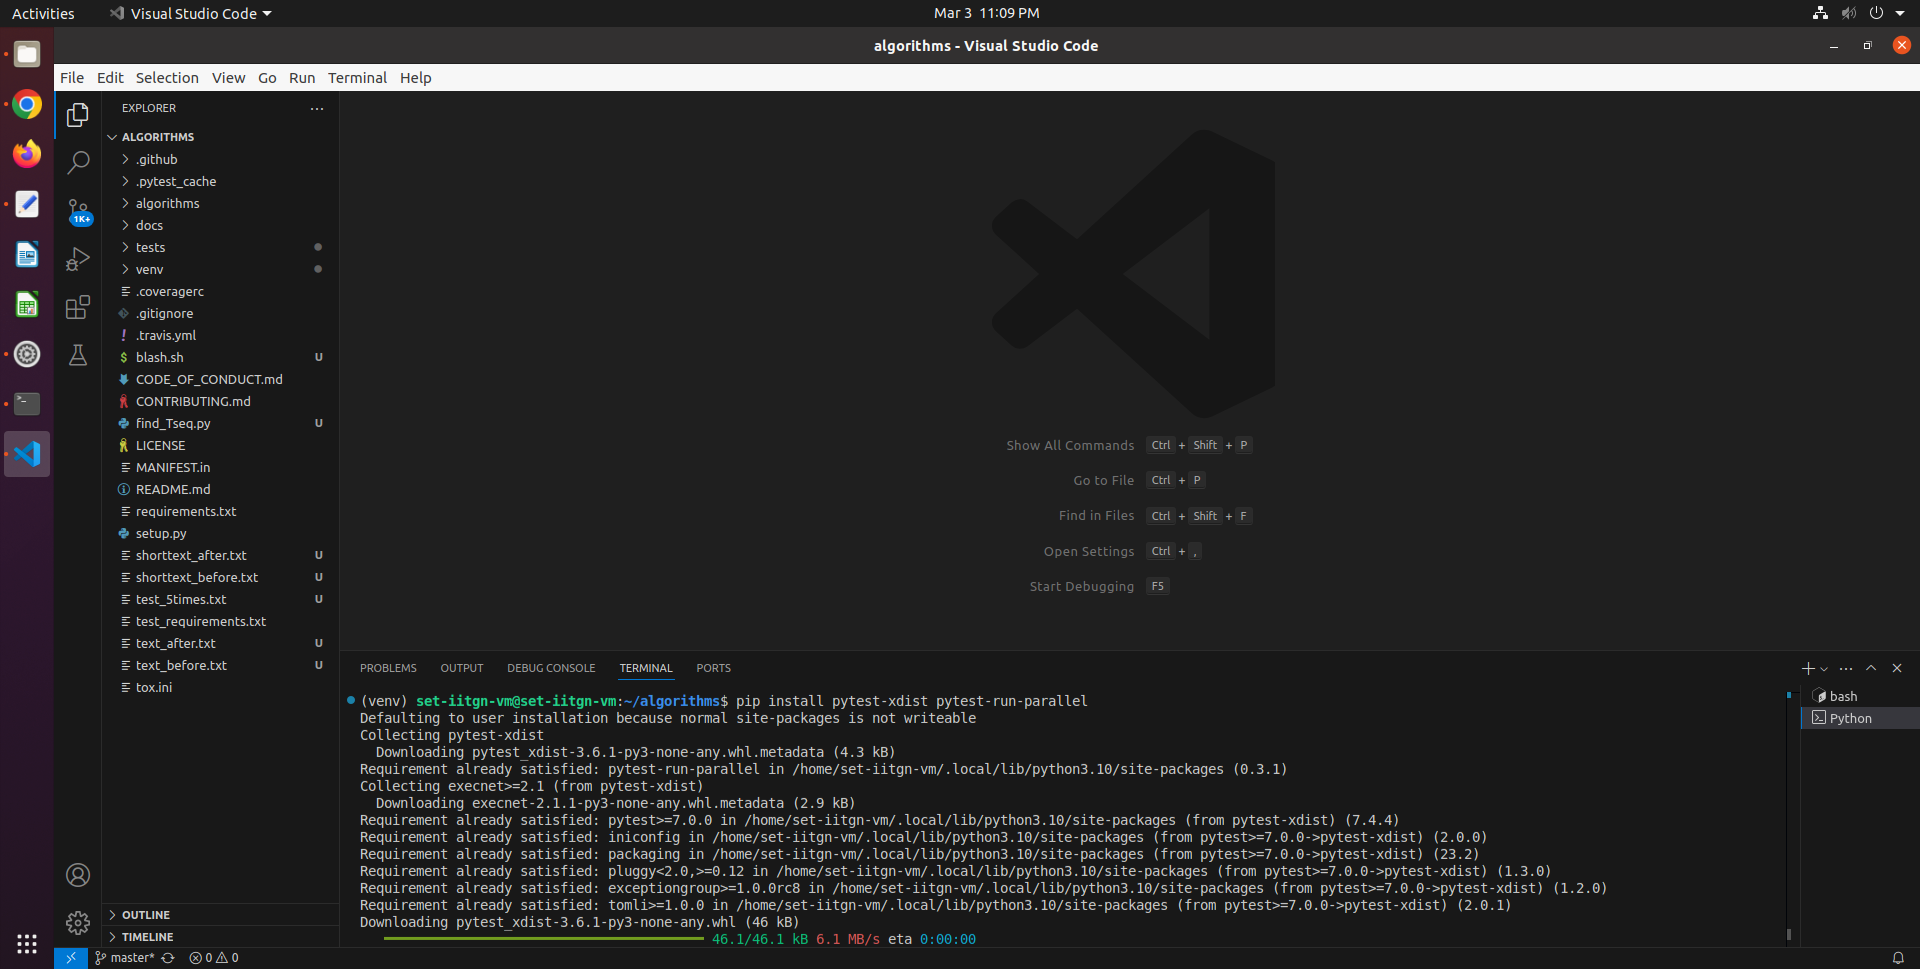 Activities Visual Studio Code Mar 3 11:09 PM
algorithms - Visual Studio Code
File Edit Selection View Go Run Terminal Help
EXPLORER
ALGORITHMS
.github
.pytest_cache
algorithms
1K+
docs
tests
venv
.coveragerc
.gitignore
! .travis.yml
$ blash.sh U
CODE_OF_CONDUCT.md
CONTRIBUTING.md
find_Tseq.py U
LICENSE
MANIFEST.in
README.md
requirements.txt
setup.py
shorttext_after.txt U
shorttext_before.txt U
test_5times.txt U
test_requirements.txt
text_after.txt U
text_before.txt U
tox.ini
OUTLINE
TIMELINE
Show All Commands Ctrl + Shift + P
Go to File Ctrl + P
Find in Files Ctrl + Shift + F
Open Settings Ctrl + ,
Start Debugging F5
PROBLEMS OUTPUT DEBUG CONSOLE TERMINAL PORTS
bash
Python
(venv) set-iitgn-vm@set-iitgn-vm:~/algorithms$ pip install pytest-xdist pytest-run-parallel
Defaulting to user installation because normal site-packages is not writeable
Collecting pytest-xdist
Downloading pytest_xdist-3.6.1-py3-none-any.whl.metadata (4.3 kB)
Requirement already satisfied: pytest-run-parallel in /home/set-iitgn-vm/.local/lib/python3.10/site-packages (0.3.1)
Collecting execnet>=2.1 (from pytest-xdist)
Downloading execnet-2.1.1-py3-none-any.whl.metadata (2.9 kB)
Requirement already satisfied: pytest>=7.0.0 in /home/set-iitgn-vm/.local/lib/python3.10/site-packages (from pytest-xdist) (7.4.4)
Requirement already satisfied: iniconfig in /home/set-iitgn-vm/.local/lib/python3.10/site-packages (from pytest>=7.0.0->pytest-xdist) (2.0.0)
Requirement already satisfied: packaging in /home/set-iitgn-vm/.local/lib/python3.10/site-packages (from pytest>=7.0.0->pytest-xdist) (23.2)
Requirement already satisfied: pluggy<2.0,>=0.12 in /home/set-iitgn-vm/.local/lib/python3.10/site-packages (from pytest>=7.0.0->pytest-xdist) (1.3.0)
Requirement already satisfied: exceptiongroup>=1.0.0rc8 in /home/set-iitgn-vm/.local/lib/python3.10/site-packages (from pytest>=7.0.0->pytest-xdist) (1.2.0)
Requirement already satisfied: tomli>=1.0.0 in /home/set-iitgn-vm/.local/lib/python3.10/site-packages (from pytest>=7.0.0->pytest-xdist) (2.0.1)
Downloading pytest_xdist-3.6.1-py3-none-any.whl (46 kB)
46.1/46.1 kB 6.1 MB/s eta 0:00:00
master* 0 0